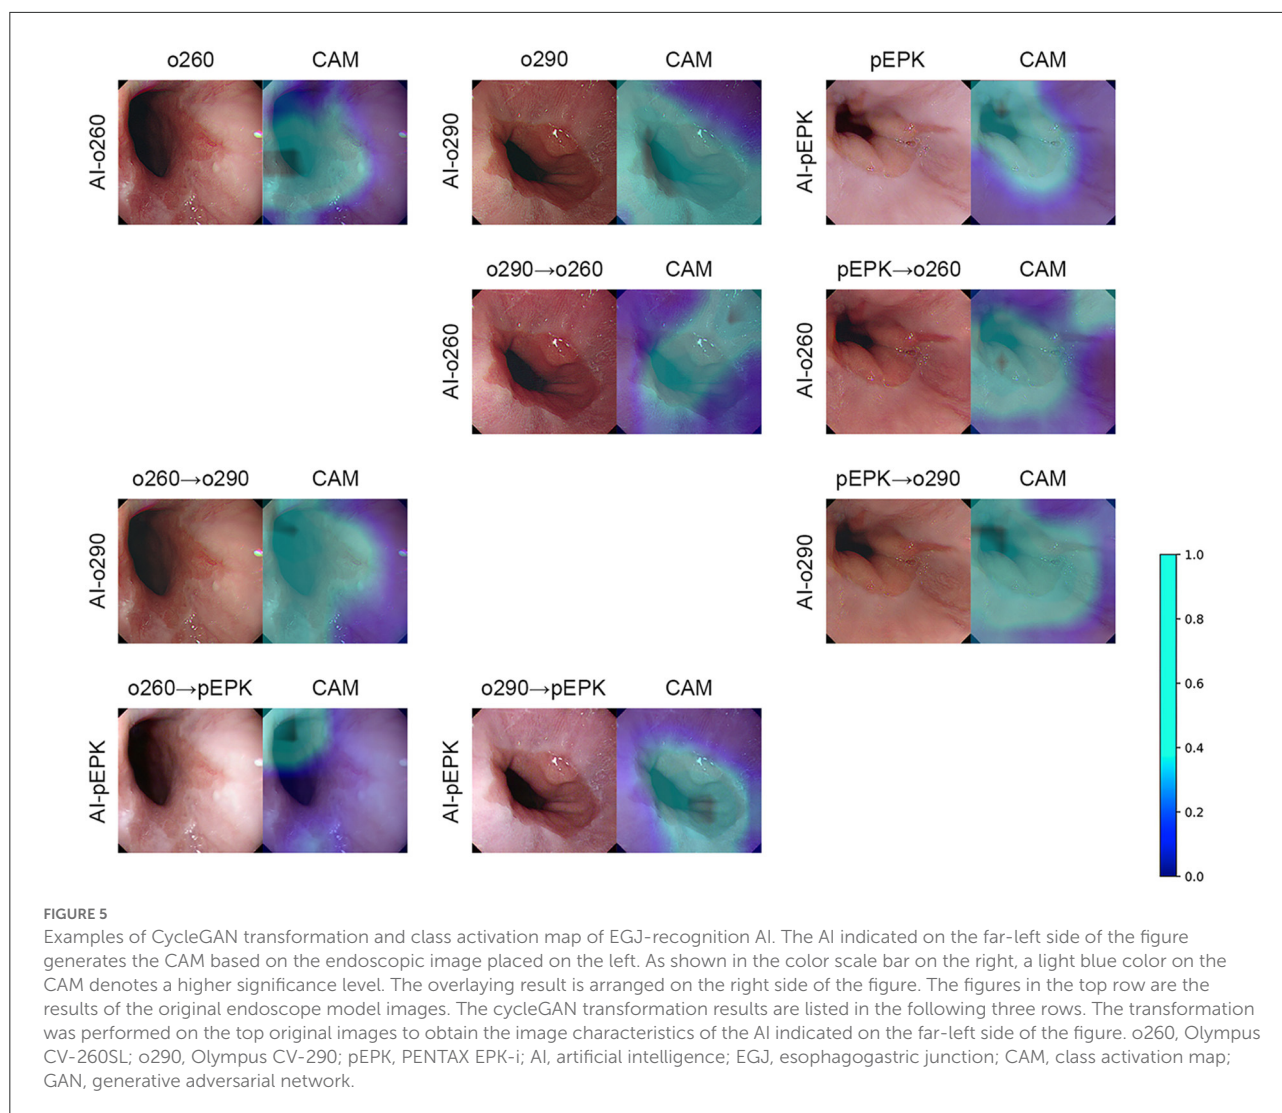 o260 CAM o290 CAM pEPK CAM
AI-o260 AI-o290 AI-pEPK
o290→o260 CAM pEPK→o260 CAM
AI-o260 AI-o260
o260→o290 CAM pEPK→o290 CAM
AI-o290 AI-o290
o260→pEPK CAM o290→pEPK CAM
AI-pEPK AI-pEPK
1.0
0.8
0.6
0.4
0.2
0.0
FIGURE 5
Examples of CycleGAN transformation and class activation map of EGJ-recognition AI. The AI indicated on the far-left side of the figure
generates the CAM based on the endoscopic image placed on the left. As shown in the color scale bar on the right, a light blue color on the
CAM denotes a higher significance level. The overlaying result is arranged on the right side of the figure. The figures in the top row are the
results of the original endoscope model images. The cycleGAN transformation results are listed in the following three rows. The transformation
was performed on the top original images to obtain the image characteristics of the AI indicated on the far-left side of the figure. o260, Olympus
CV-260SL; o290, Olympus CV-290; pEPK, PENTAX EPK-i; AI, artificial intelligence; EGJ, esophagogastric junction; CAM, class activation map;
GAN, generative adversarial network.